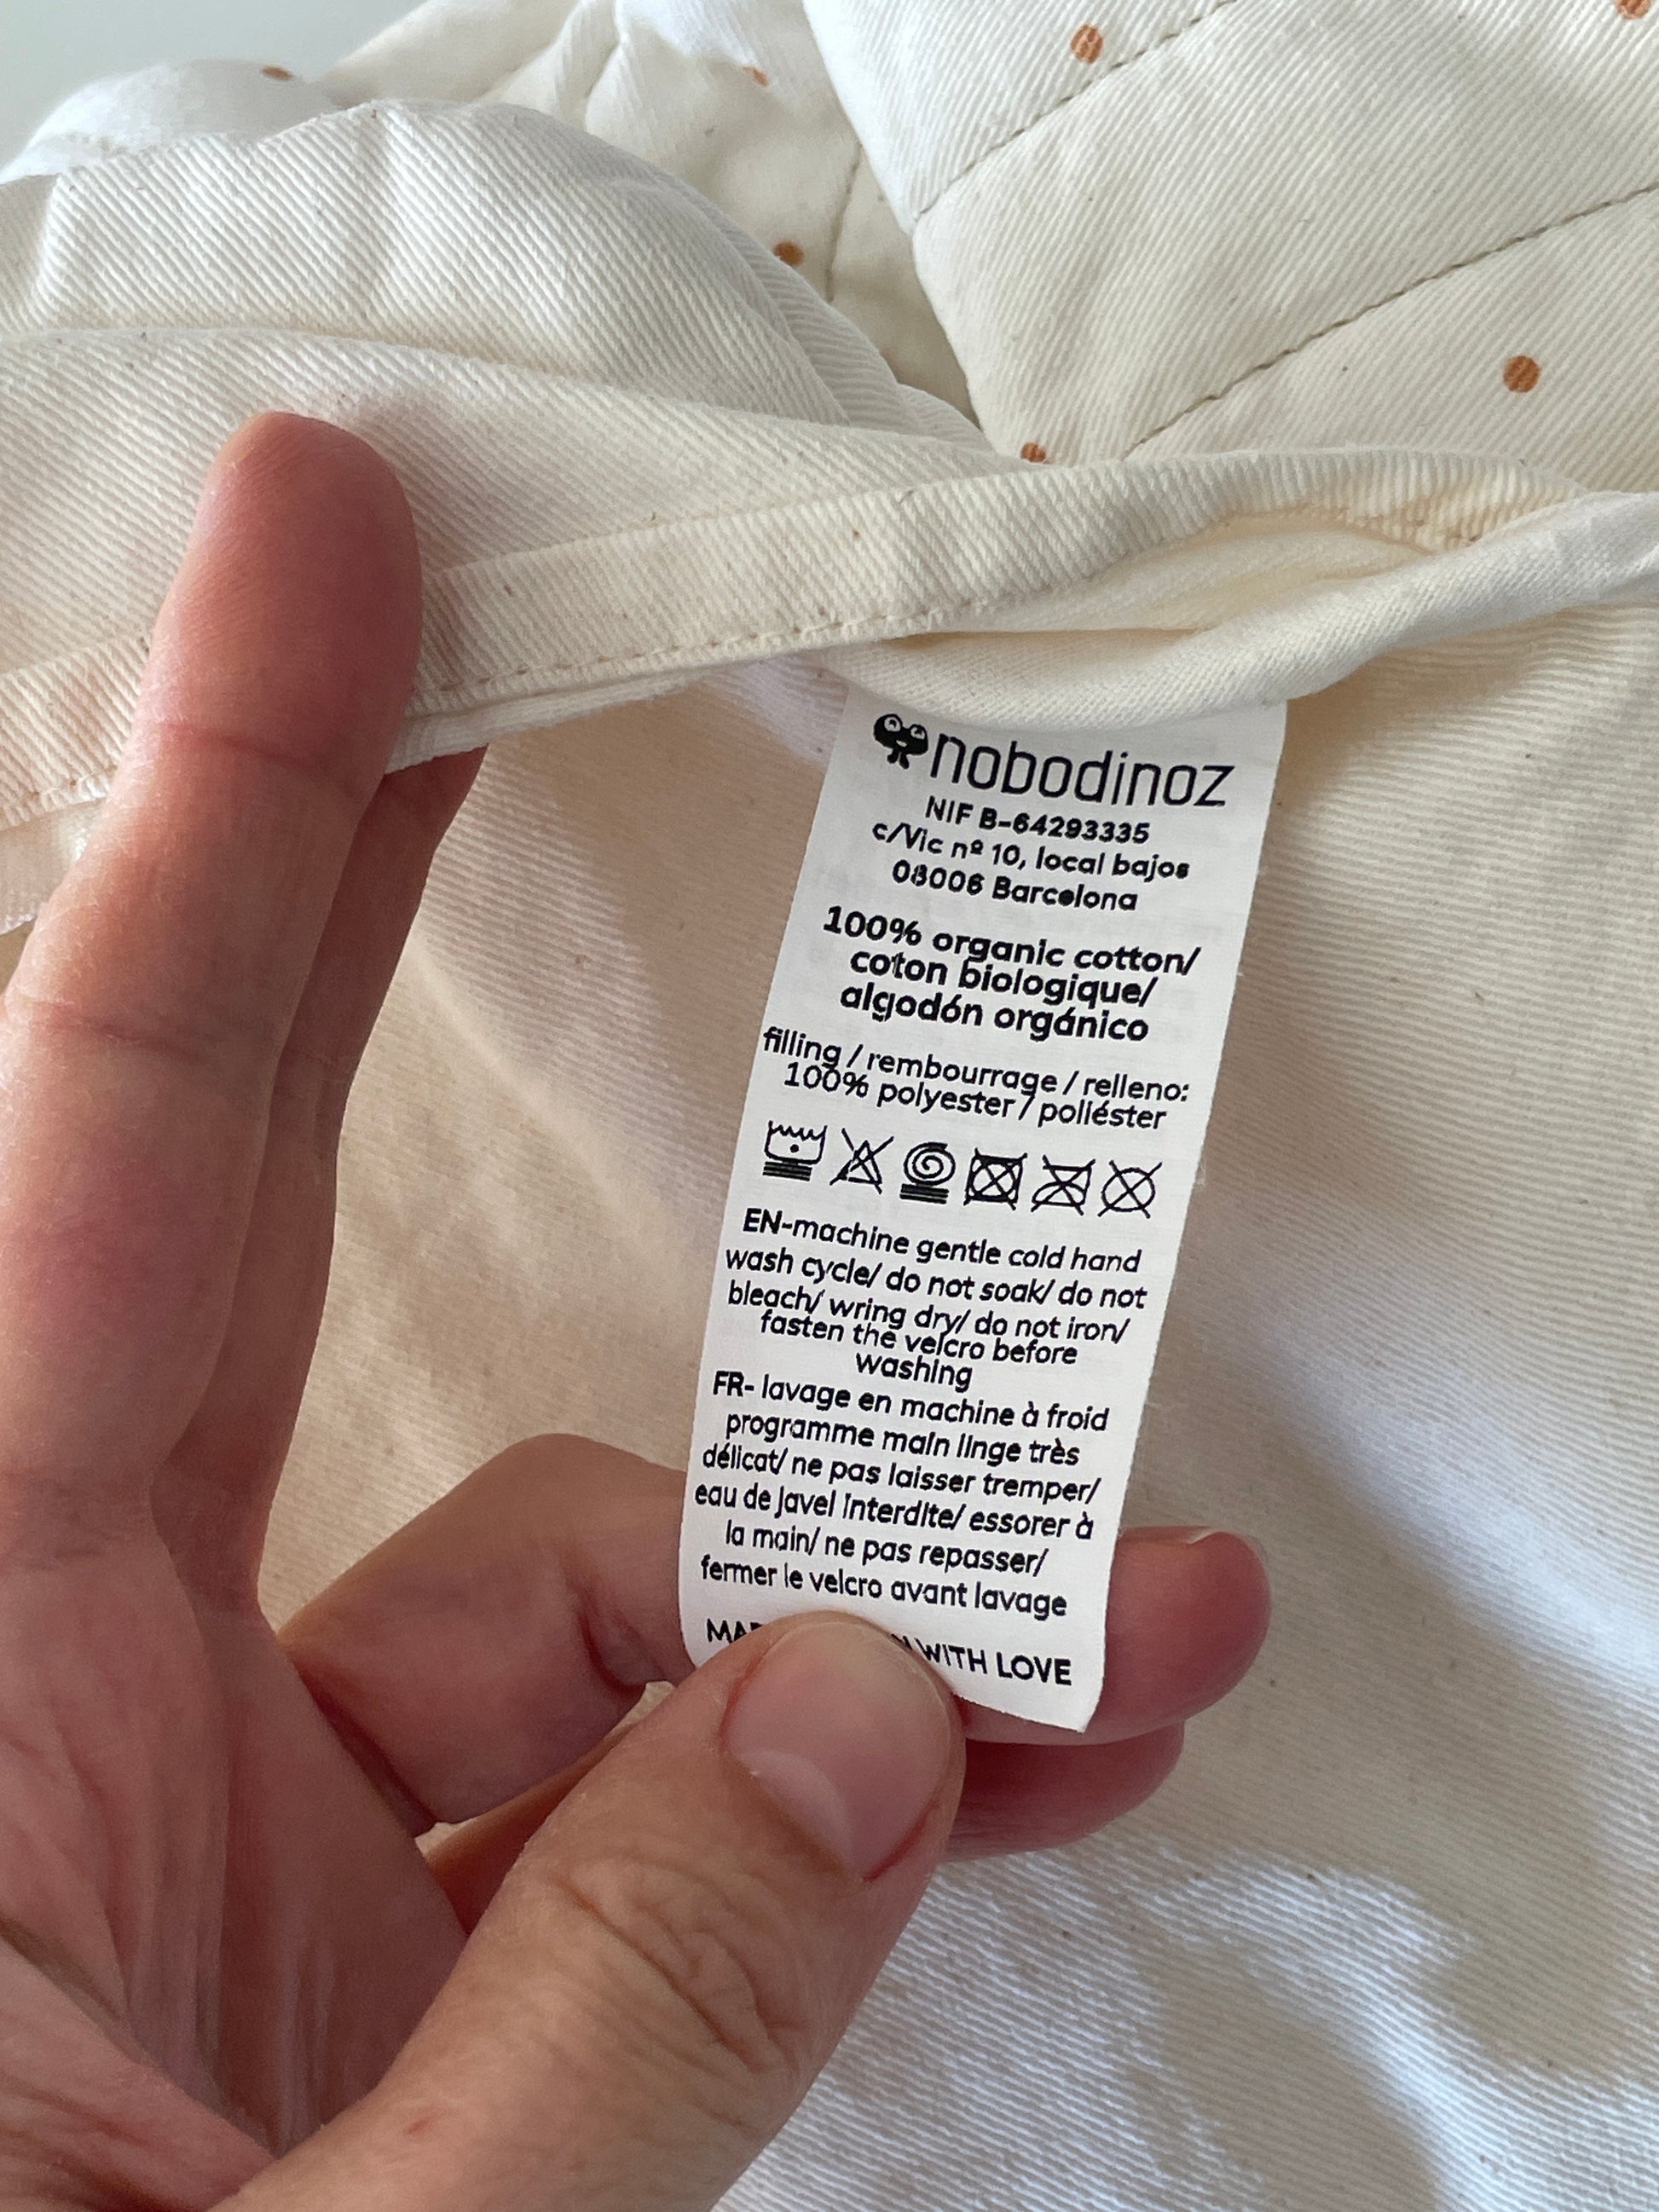 nobodinoz
NIF B-64293335
c/Vic nº 10, local bajos
08006 Barcelona
100% organic cotton/
coton biologique/
algodón orgánico
filling / rembourrage / relleno:
100% polyester / poliéster
EN-machine gentle cold hand
wash cycle/ do not soak/ do not
bleach/ wring dry/ do not iron/
fasten the velcro before
washing
FR- lavage en machine à froid
programme main linge très
délicat/ ne pas laisser tremper/
eau de javel interdite/ essorer à
la main/ ne pas repasser/
fermer le velcro avant lavage
WITH LOVE